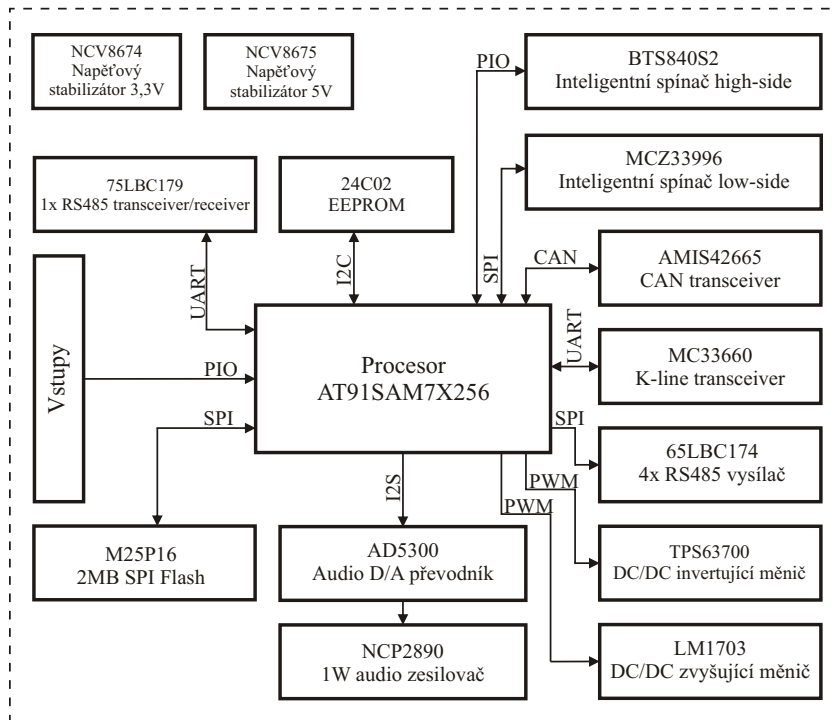 NCV8674
Napěťový
stabilizátor 3,3V
NCV8675
Napěťový
stabilizátor 5V
PIO
BTS840S2
Inteligentní spínač high-side
MCZ33996
Inteligentní spínač low-side
SPI
75LBC179
1x RS485 transceiver/receiver
24C02
EEPROM
UART
I2C
CAN
AMIS42665
CAN transceiver
Vstupy
PIO
Procesor
AT91SAM7X256
UART
MC33660
K-line transceiver
SPI
SPI
65LBC174
4x RS485 vysílač
I2S
PWM
PWM
M25P16
2MB SPI Flash
AD5300
Audio D/A převodník
TPS63700
DC/DC invertující měnič
NCP2890
1W audio zesilovač
LM1703
DC/DC zvyšující měnič